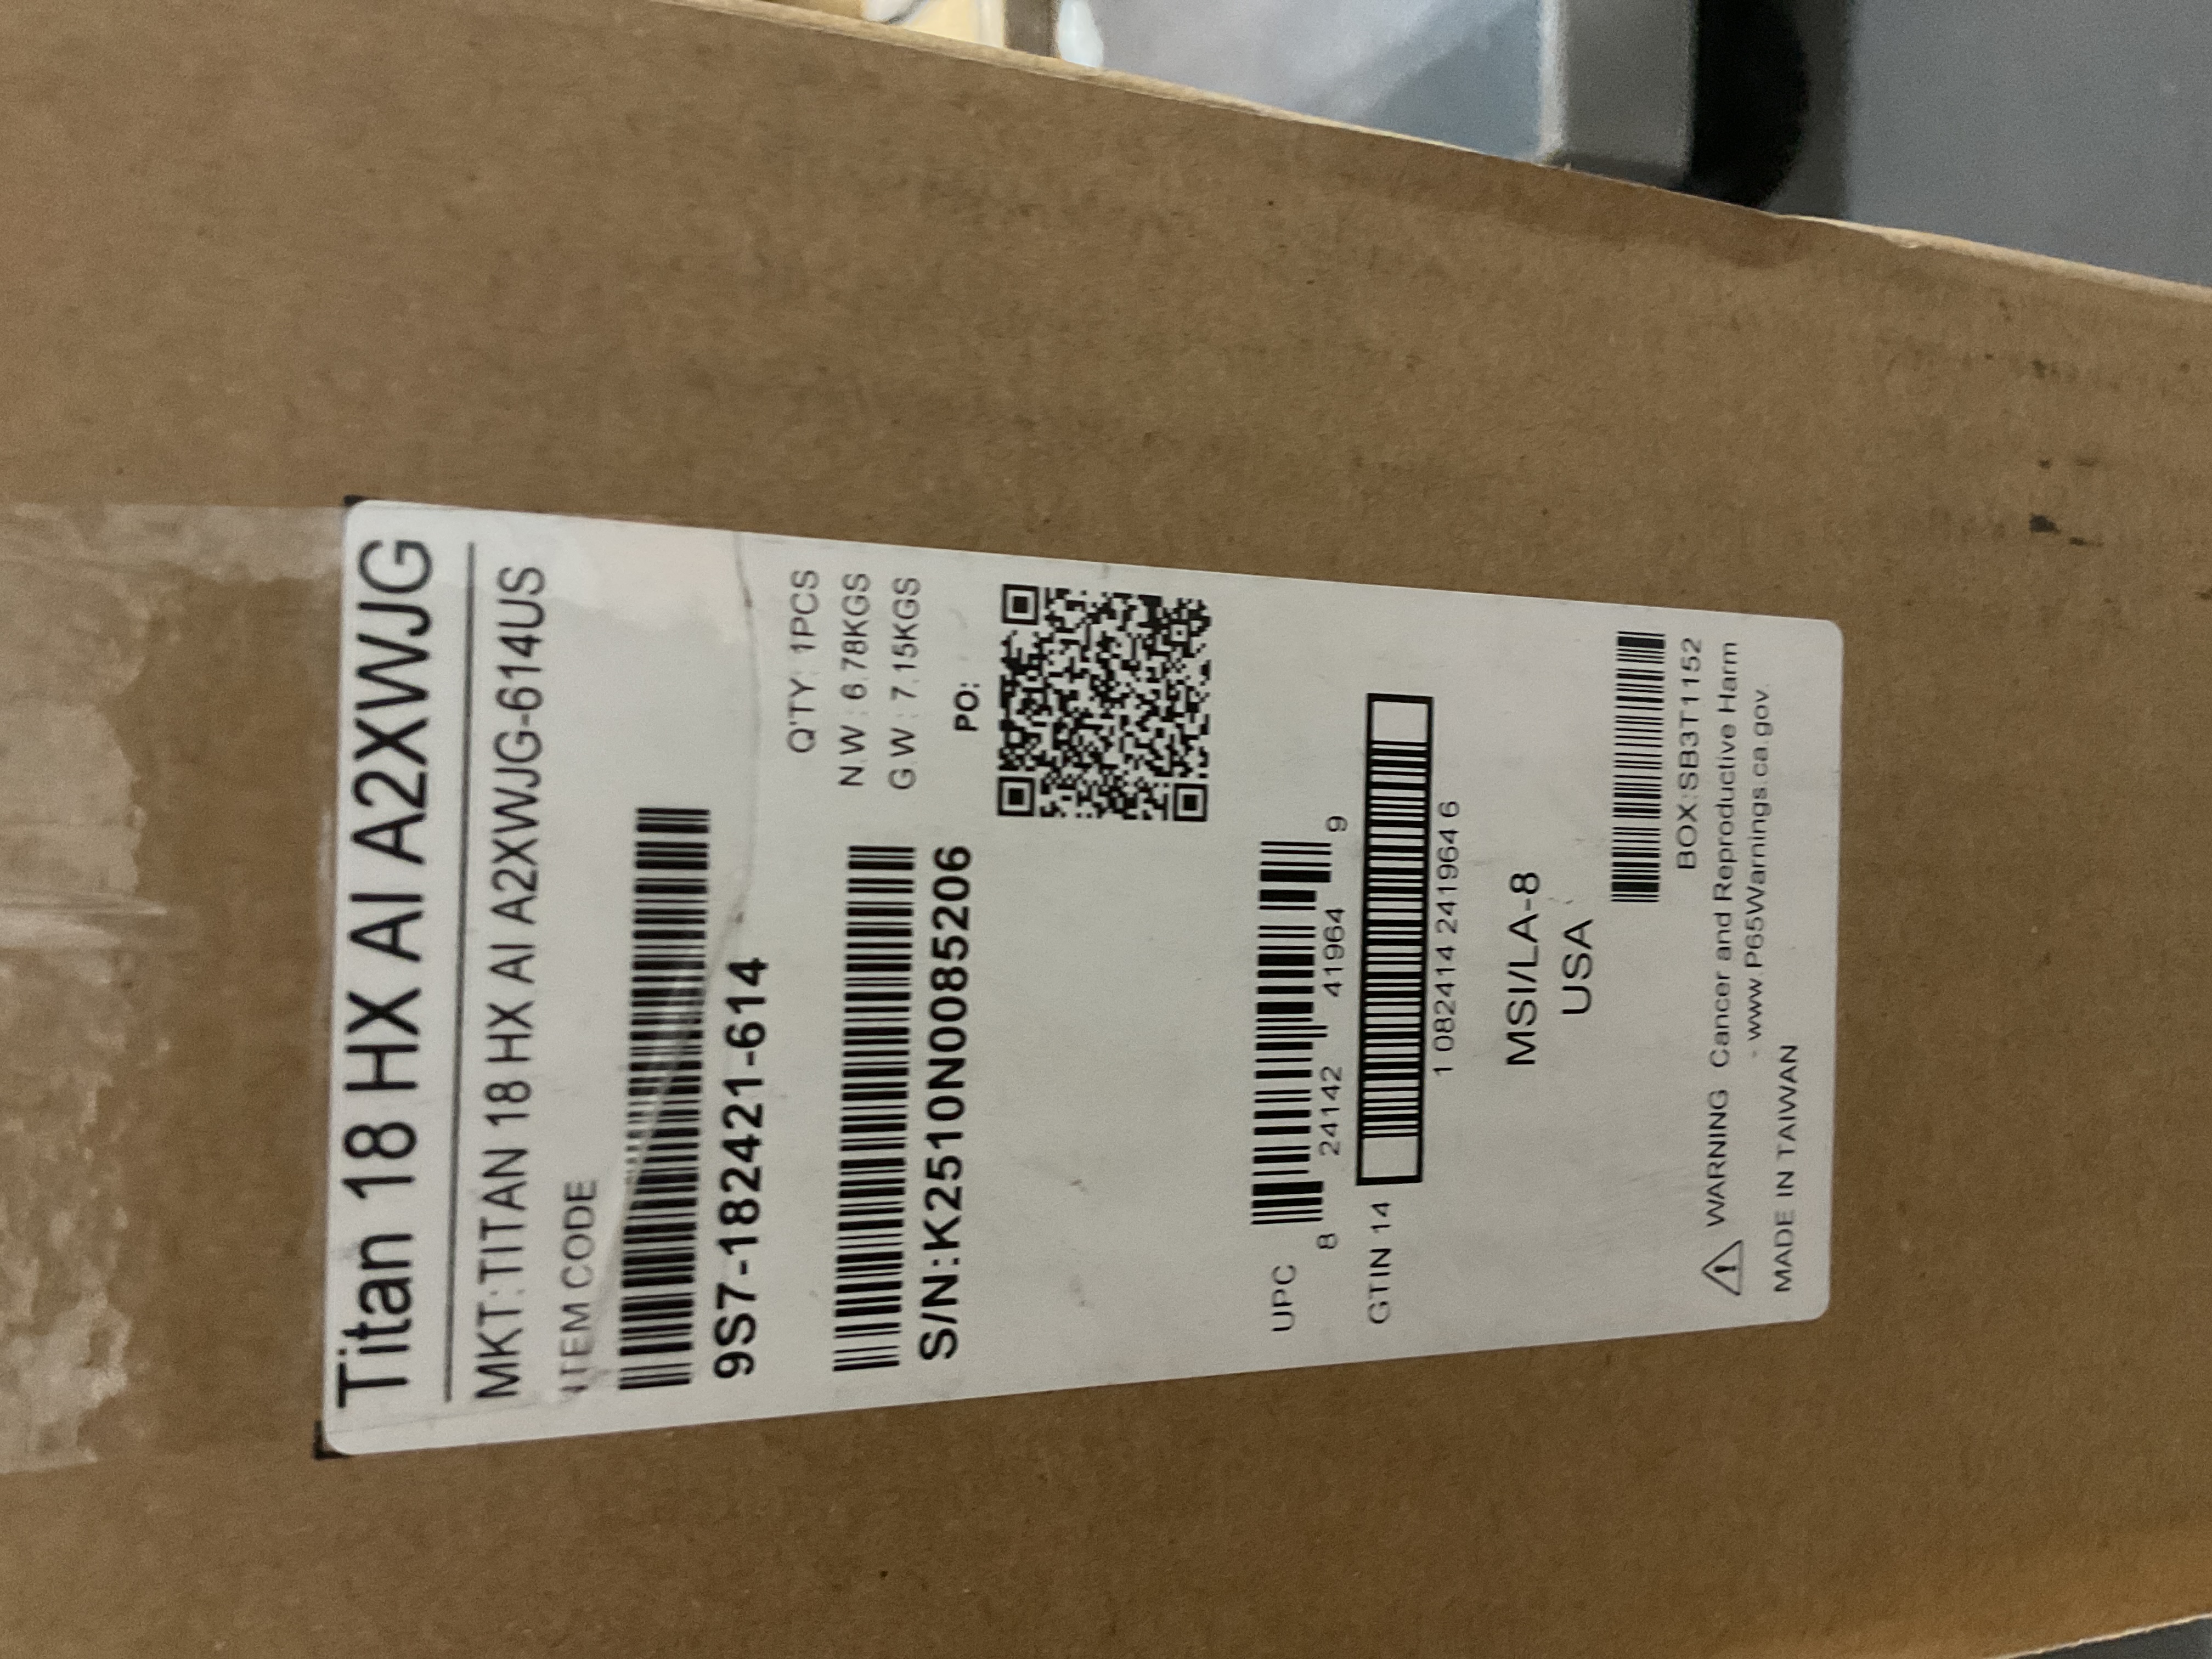 Titan 18 HX AI A2XWJG
MKT:TITAN 18 HX AI A2XWJG-614US
ITEM CODE
9S7-182421-614
Q'TY: 1PCS
N.W : 6.78KGS
G.W : 7.15KGS
S/N:K2510N0085206
PO:
UPC
8 24142 41964 9
GTIN 14
1 082414 241964 6
MSI/LA-8
USA
BOX:SB3T1152
WARNING Cancer and Reproductive Harm
- www.P65Warnings.ca.gov.
MADE IN TAIWAN